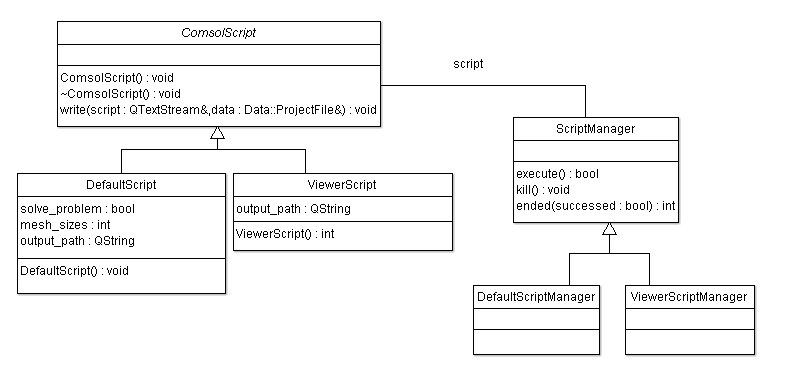 ComsolScript
ComsolScript() : void
~ComsolScript() : void
write(script : QTextStream&,data : Data::ProjectFile&) : void
script
ScriptManager
execute() : bool
kill() : void
ended(successed : bool) : int
DefaultScript
solve_problem : bool
mesh_sizes : int
output_path : QString
DefaultScript() : void
ViewerScript
output_path : QString
ViewerScript() : int
DefaultScriptManager
ViewerScriptManager